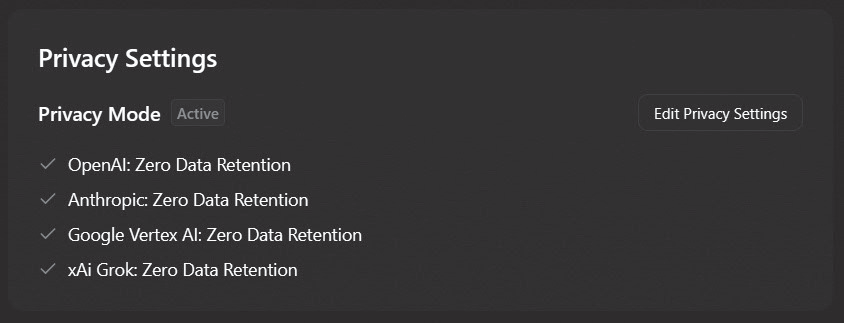 Privacy Settings
Privacy Mode Active Edit Privacy Settings
OpenAI: Zero Data Retention
Anthropic: Zero Data Retention
Google Vertex AI: Zero Data Retention
xAi Grok: Zero Data Retention